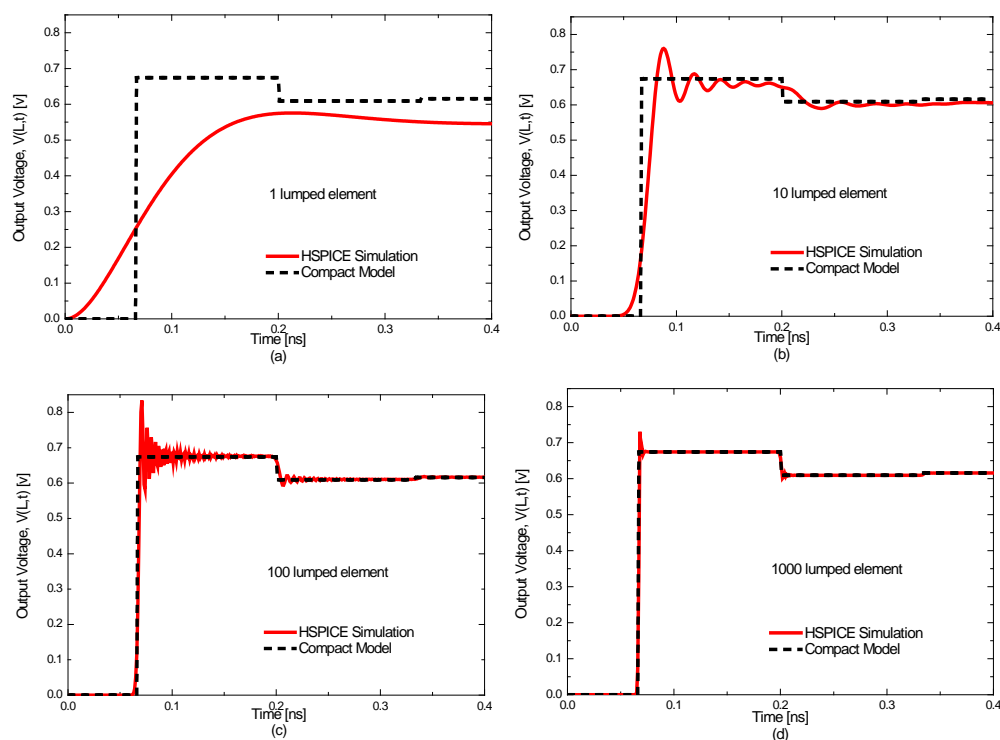 (a)
Output Voltage, V(L,t) [v]
0.8
0.7
0.6
0.5
0.4
0.3
0.2
0.1
0.0
1 lumped element
HSPICE Simulation
Compact Model
0.0 0.1 0.2 0.3 0.4
Time [ns]
(a)
Output Voltage, V(L,t) [v]
0.8
0.7
0.6
0.5
0.4
0.3
0.2
0.1
0.0
10 lumped element
HSPICE Simulation
Compact Model
0.0 0.1 0.2 0.3 0.4
Time [ns]
(b)
Output Voltage, V(L,t) [v]
0.8
0.7
0.6
0.5
0.4
0.3
0.2
0.1
0.0
100 lumped element
HSPICE Simulation
Compact Model
0.0 0.1 0.2 0.3 0.4
Time [ns]
(c)
Output Voltage, V(L,t) [v]
0.8
0.7
0.6
0.5
0.4
0.3
0.2
0.1
0.0
1000 lumped element
HSPICE Simulation
Compact Model
0.0 0.1 0.2 0.3 0.4
Time [ns]
(d)